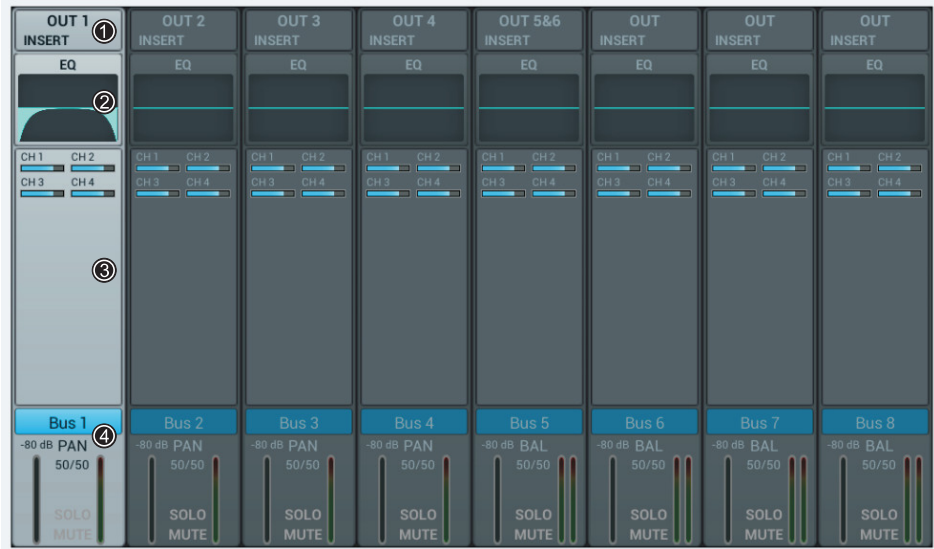 OUT 1 ① OUT 2 OUT 3 OUT 4 OUT 5&6 OUT OUT OUT
INSERT INSERT INSERT INSERT INSERT INSERT INSERT INSERT
EQ EQ EQ EQ EQ EQ EQ EQ
②
CH 1 CH 2 CH 1 CH 2 CH 1 CH 2 CH 1 CH 2 CH 1 CH 2 CH 1 CH 2 CH 1 CH 2 CH 1 CH 2
CH 3 CH 4 CH 3 CH 4 CH 3 CH 4 CH 3 CH 4 CH 3 CH 4 CH 3 CH 4 CH 3 CH 4 CH 3 CH 4
③
Bus 1 Bus 2 Bus 3 Bus 4 Bus 5 Bus 6 Bus 7 Bus 8
④
-80 dB PAN -80 dB PAN -80 dB PAN -80 dB PAN -80 dB BAL -80 dB BAL -80 dB BAL -80 dB BAL
50/50 50/50 50/50 50/50 50/50 50/50 50/50 50/50
SOLO SOLO SOLO SOLO SOLO SOLO SOLO SOLO
MUTE MUTE MUTE MUTE MUTE MUTE MUTE MUTE